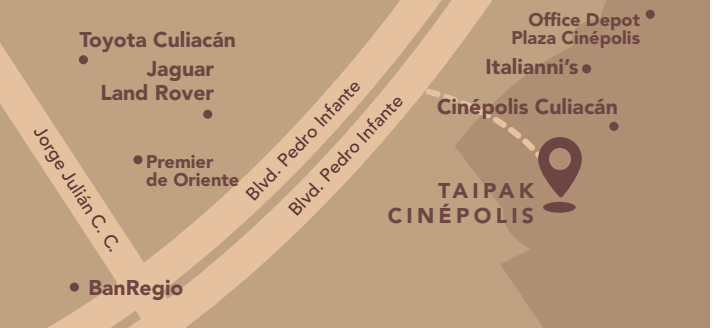 Office Depot
Plaza Cinépolis
Toyota Culiacán
Jaguar
Land Rover
Italianni's
Cinépolis Culiacán
Blvd. Pedro Infante
Blvd. Pedro Infante
Jorge Julián C. C.
Premier
de Oriente
TAIPAK
CINÉPOLIS
BanRegio